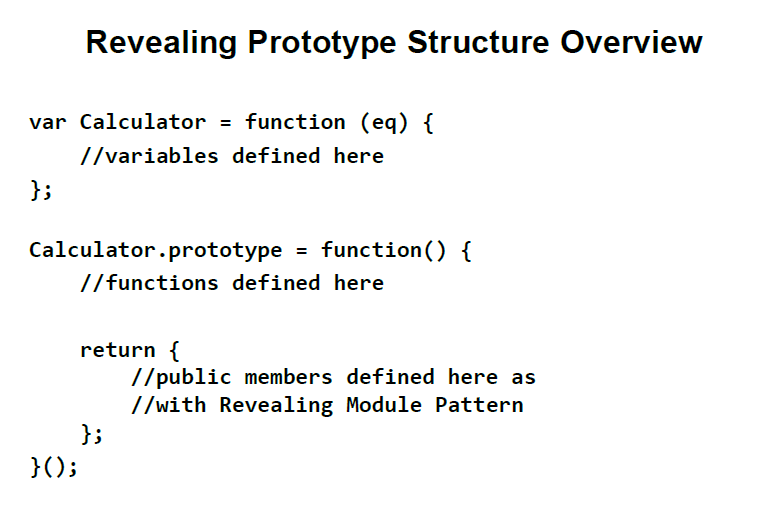 Revealing Prototype Structure Overview
var Calculator = function (eq) {
    //variables defined here
};
Calculator.prototype = function() {
    //functions defined here
    return {
        //public members defined here as
        //with Revealing Module Pattern
    };
}();